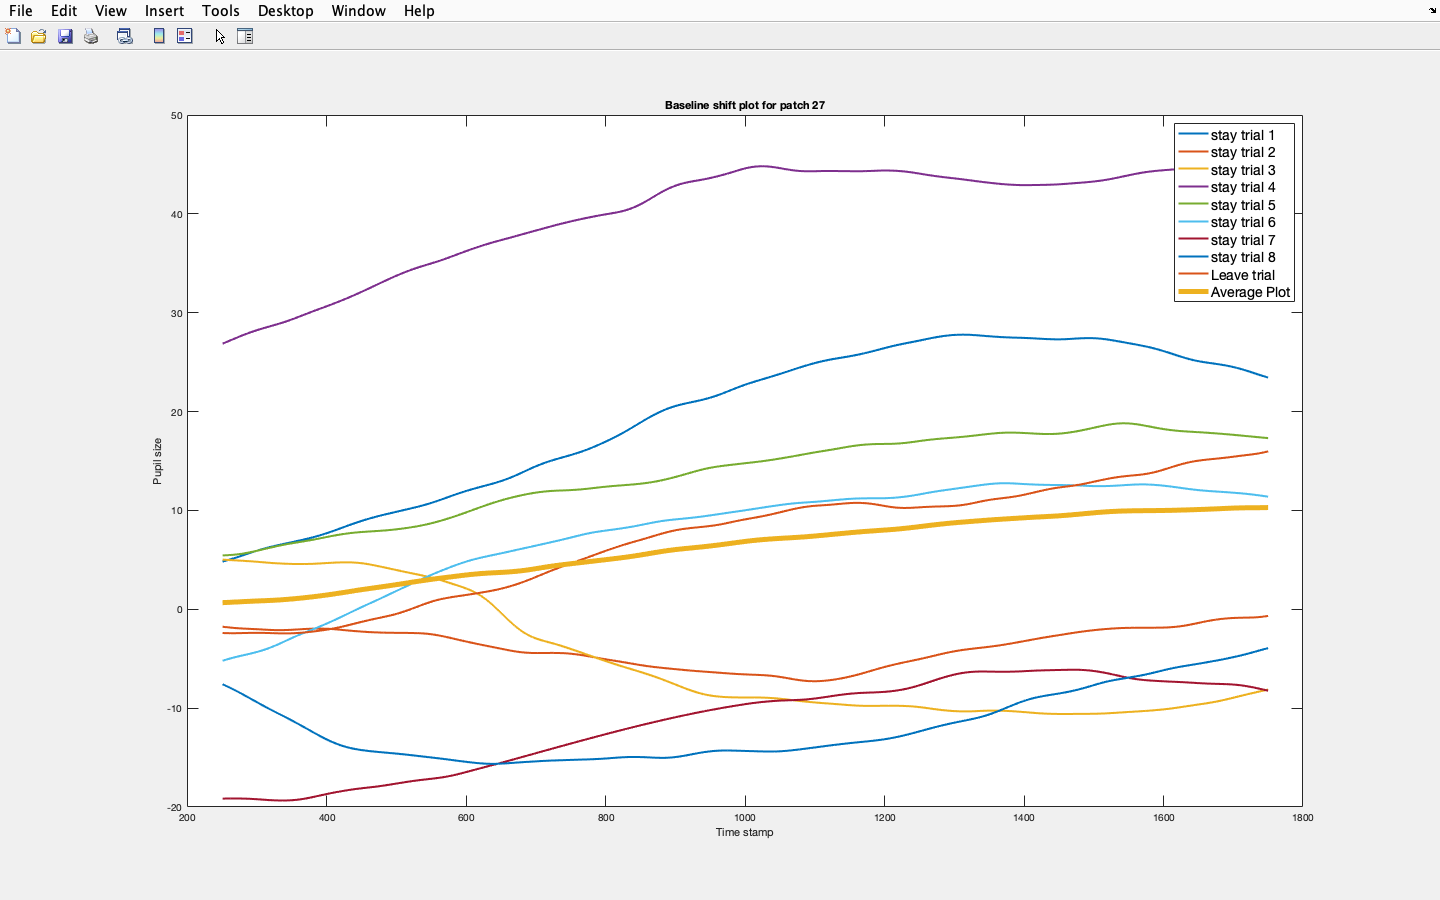 File Edit View Insert Tools Desktop Window Help
Baseline shift plot for patch 27
50
40
30
20
10
0
-10
-20
Pupil size
stay trial 1
stay trial 2
stay trial 3
stay trial 4
stay trial 5
stay trial 6
stay trial 7
stay trial 8
Leave trial
Average Plot
200 400 600 800 1000 1200 1400 1600 1800
Time stamp